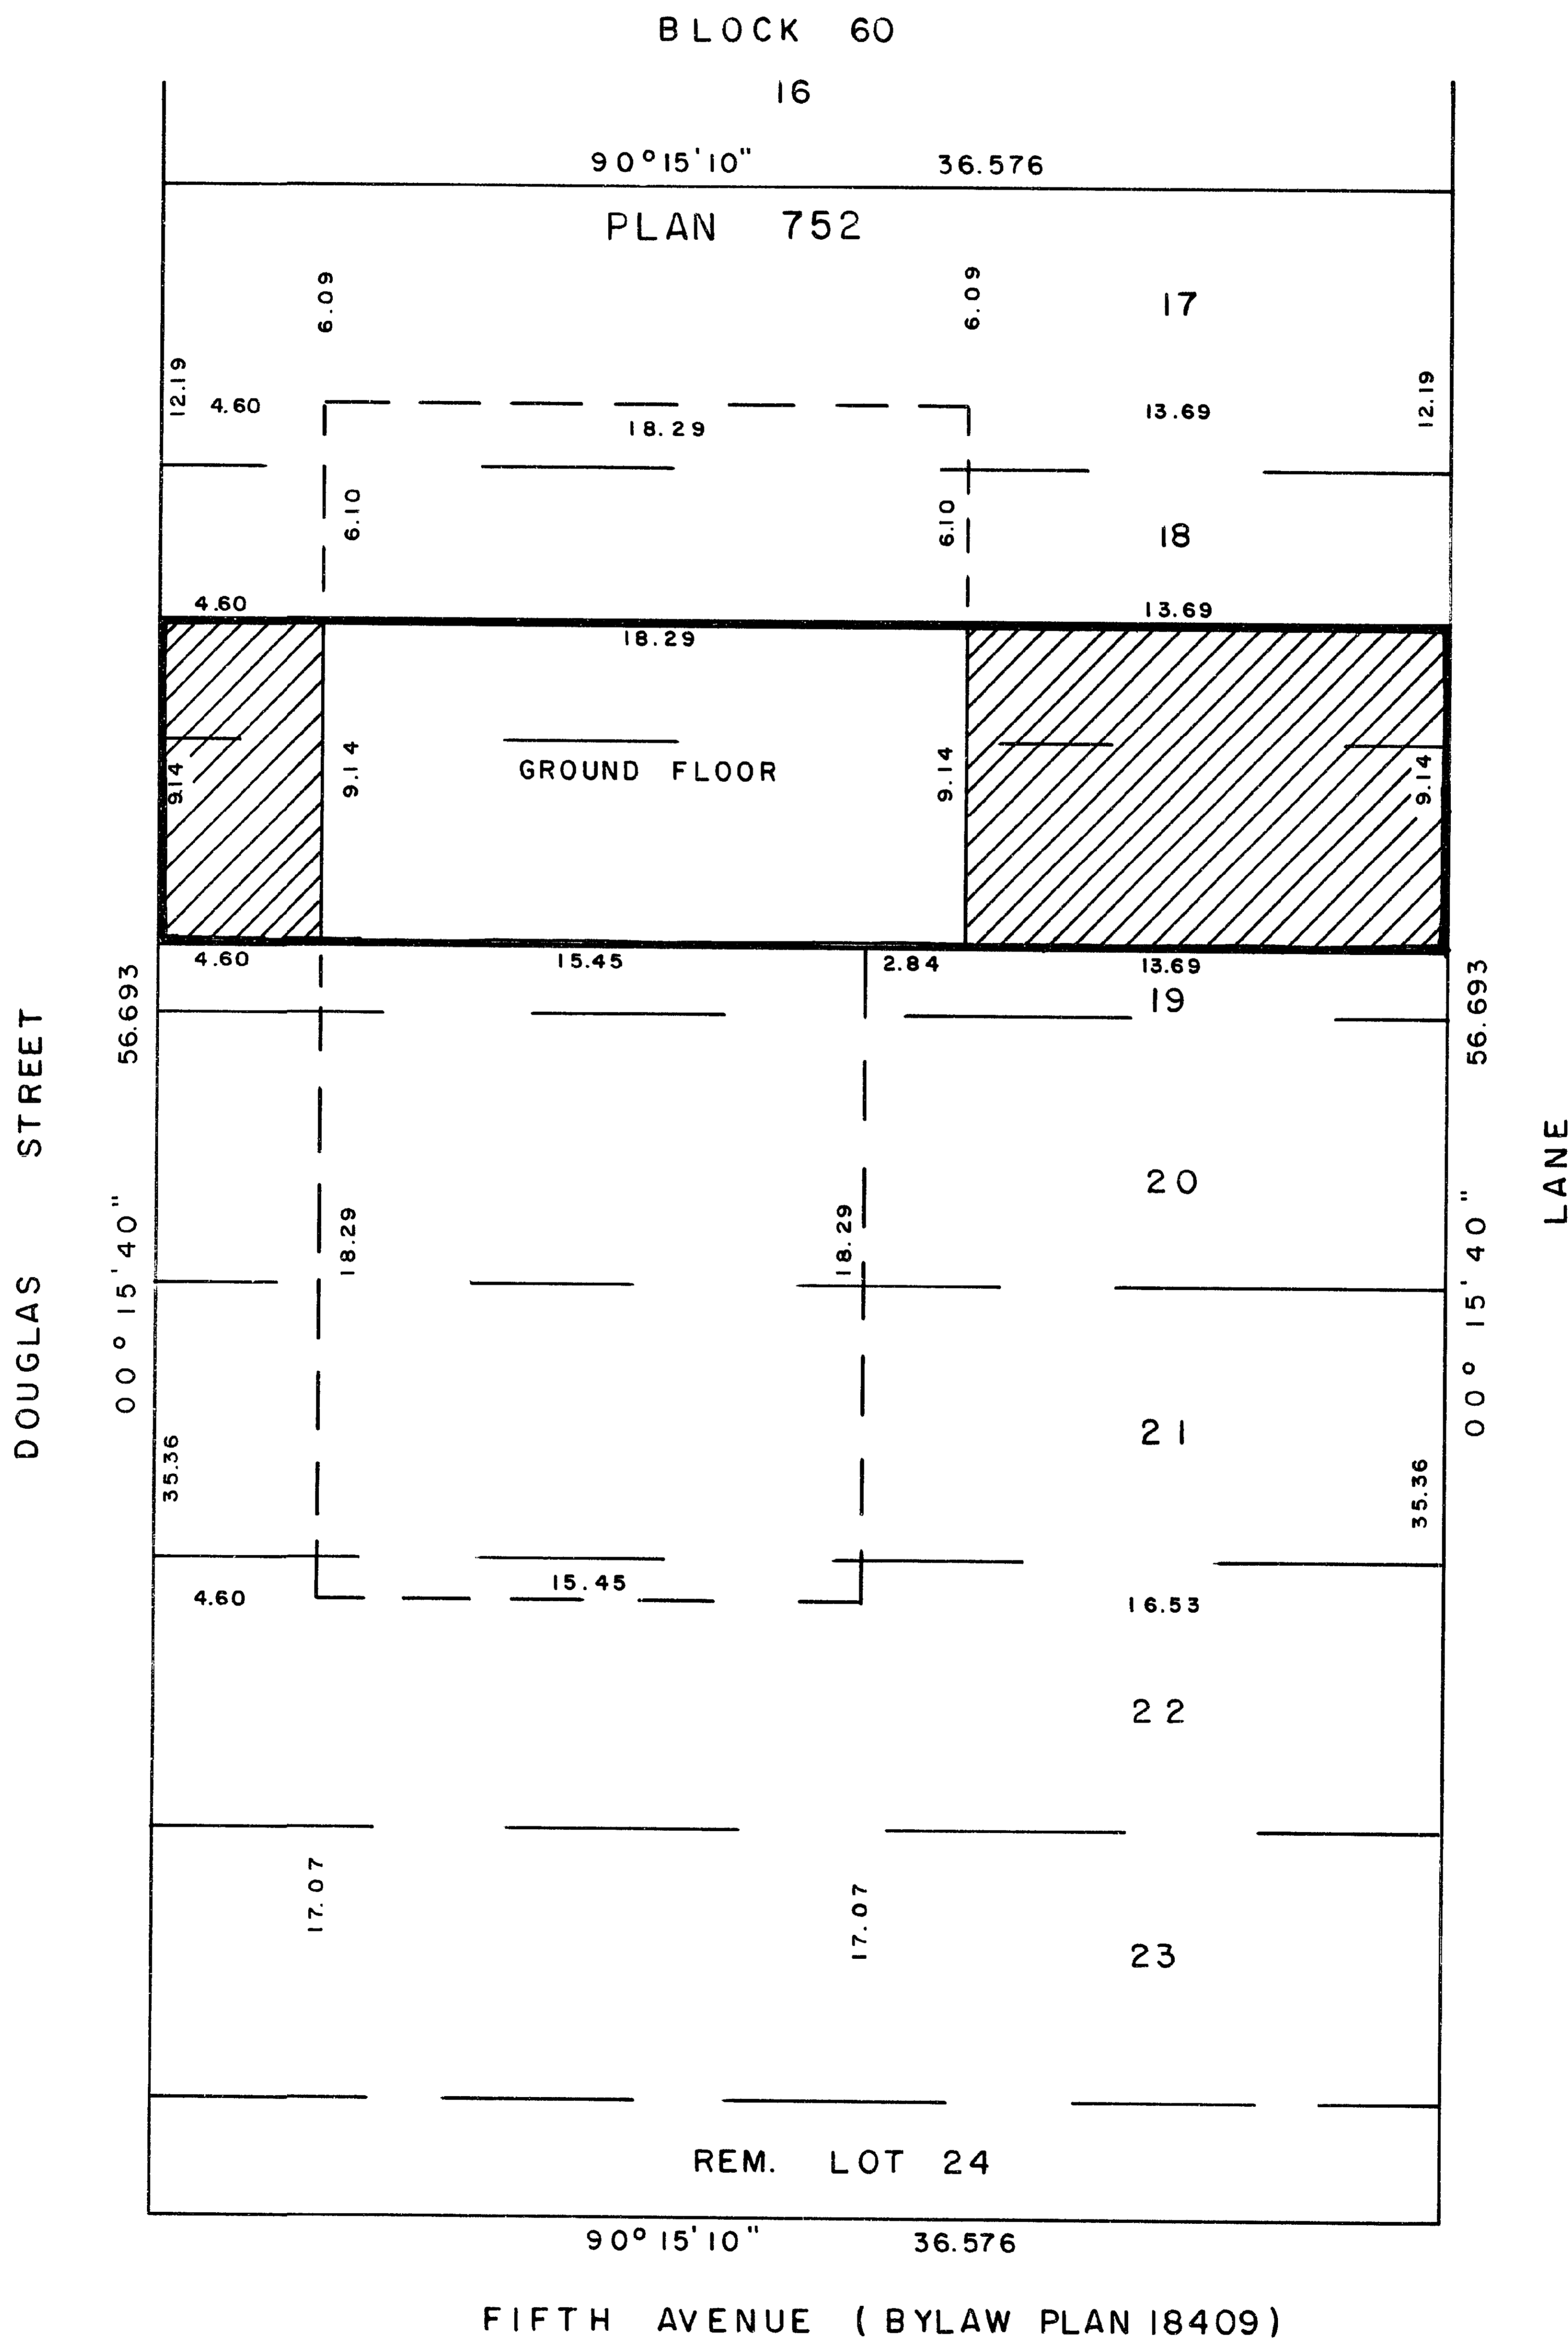 BLOCK 60
16
90°15'10" 36.576
PLAN 752
6.09 6.09
17
12.19 4.60 13.69 12.19
18.29
6.10 6.10
18
4.60 13.69
18.29
9.14 9.14 GROUND FLOOR 9.14 9.14
4.60 15.45 2.84 13.69
19
56.693 56.693
DOUGLAS STREET
LANE
20
18.29 18.29
00°15'40" 00°15'40"
21
35.36 35.36
15.45
4.60 16.53
22
17.07 17.07
23
REM. LOT 24
90°15'10" 36.576
FIFTH AVENUE (BYLAW PLAN 18409)